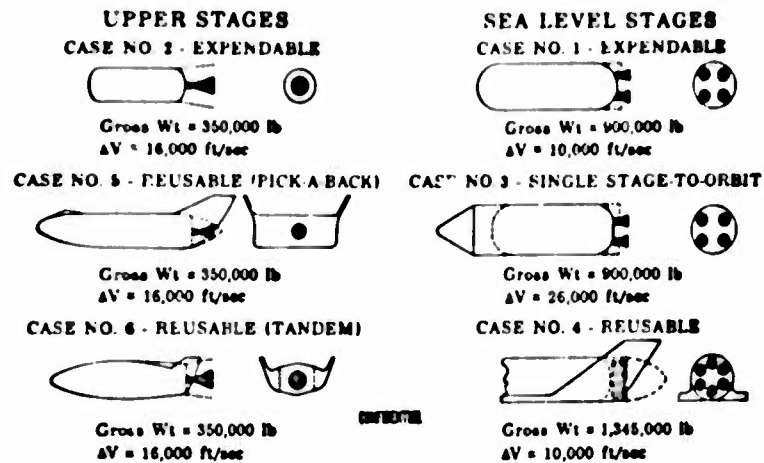 UPPER STAGES
CASE NO. 2 - EXPENDABLE
Gross Wt = 350,000 lb
ΔV = 16,000 ft/sec
CASE NO. 5 - REUSABLE (PICK-A-BACK)
Gross Wt = 350,000 lb
ΔV = 16,000 ft/sec
CASE NO. 6 - REUSABLE (TANDEM)
Gross Wt = 350,000 lb
ΔV = 16,000 ft/sec
SEA LEVEL STAGES
CASE NO. 1 - EXPENDABLE
Gross Wt = 900,000 lb
ΔV = 10,000 ft/sec
CASE NO. 3 - SINGLE STAGE-TO-ORBIT
Gross Wt = 900,000 lb
ΔV = 26,000 ft/sec
CASE NO. 4 - REUSABLE
Gross Wt = 1,345,000 lb
ΔV = 10,000 ft/sec
CONFIDENTIAL